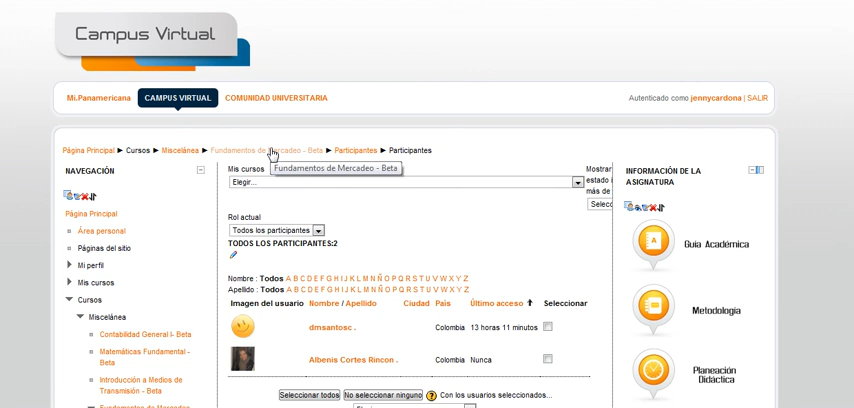 Campus Virtual
Mi.Panamericana
CAMPUS VIRTUAL
COMUNIDAD UNIVERSITARIA
Autenticado como jennycardona | SALIR
Página Principal ► Cursos ► Miscelánea ► Fundamentos de Mercadeo - Beta ► Participantes ► Participantes
Fundamentos de Mercadeo - Beta
NAVEGACIÓN
Página Principal
Área personal
Páginas del sitio
Mi perfil
Mis cursos
Cursos
Miscelánea
Contabilidad General I- Beta
Matemáticas Fundamental -
Beta
Introducción a Medios de
Transmisión - Beta
Fundamentos de Mercadeo
Mis cursos
Elegir...
Mostrar
estado i
más de
Selecc
Rol actual
Todos los participantes
TODOS LOS PARTICIPANTES:2
Nombre : Todos A B C D E F G H I J K L M N Ñ O P Q R S T U V W X Y Z
Apellido : Todos A B C D E F G H I J K L M N Ñ O P Q R S T U V W X Y Z
Imagen del usuario Nombre / Apellido Ciudad País Último acceso Seleccionar
dmsantosc . Colombia 13 horas 11 minutos
Albenis Cortes Rincon . Colombia Nunca
Seleccionar todos No seleccionar ninguno ? Con los usuarios seleccionados...
INFORMACIÓN DE LA
ASIGNATURA
A
Guía Académica
Metodología
Planeación
Didáctica